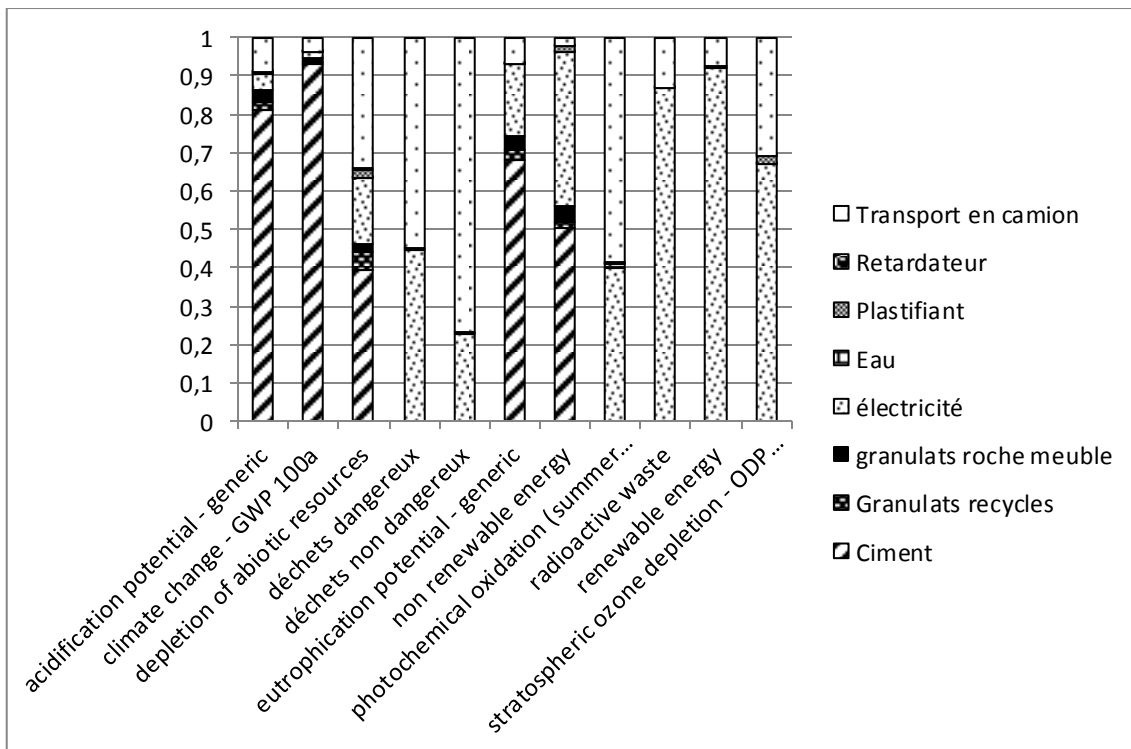 1
0,9
0,8
0,7
0,6
0,5
0,4
0,3
0,2
0,1
0
acidification potential - generic
climate change - GWP 100a
depletion of abiotic resources
déchets dangereux
déchets non dangereux
eutrophication potential - generic
non renewable energy
photochemical oxidation (summer...
radioactive waste
renewable energy
stratospheric ozone depletion - ODP...
Transport en camion
Retardateur
Plastifiant
Eau
électricité
granulats roche meuble
Granulats recycles
Ciment